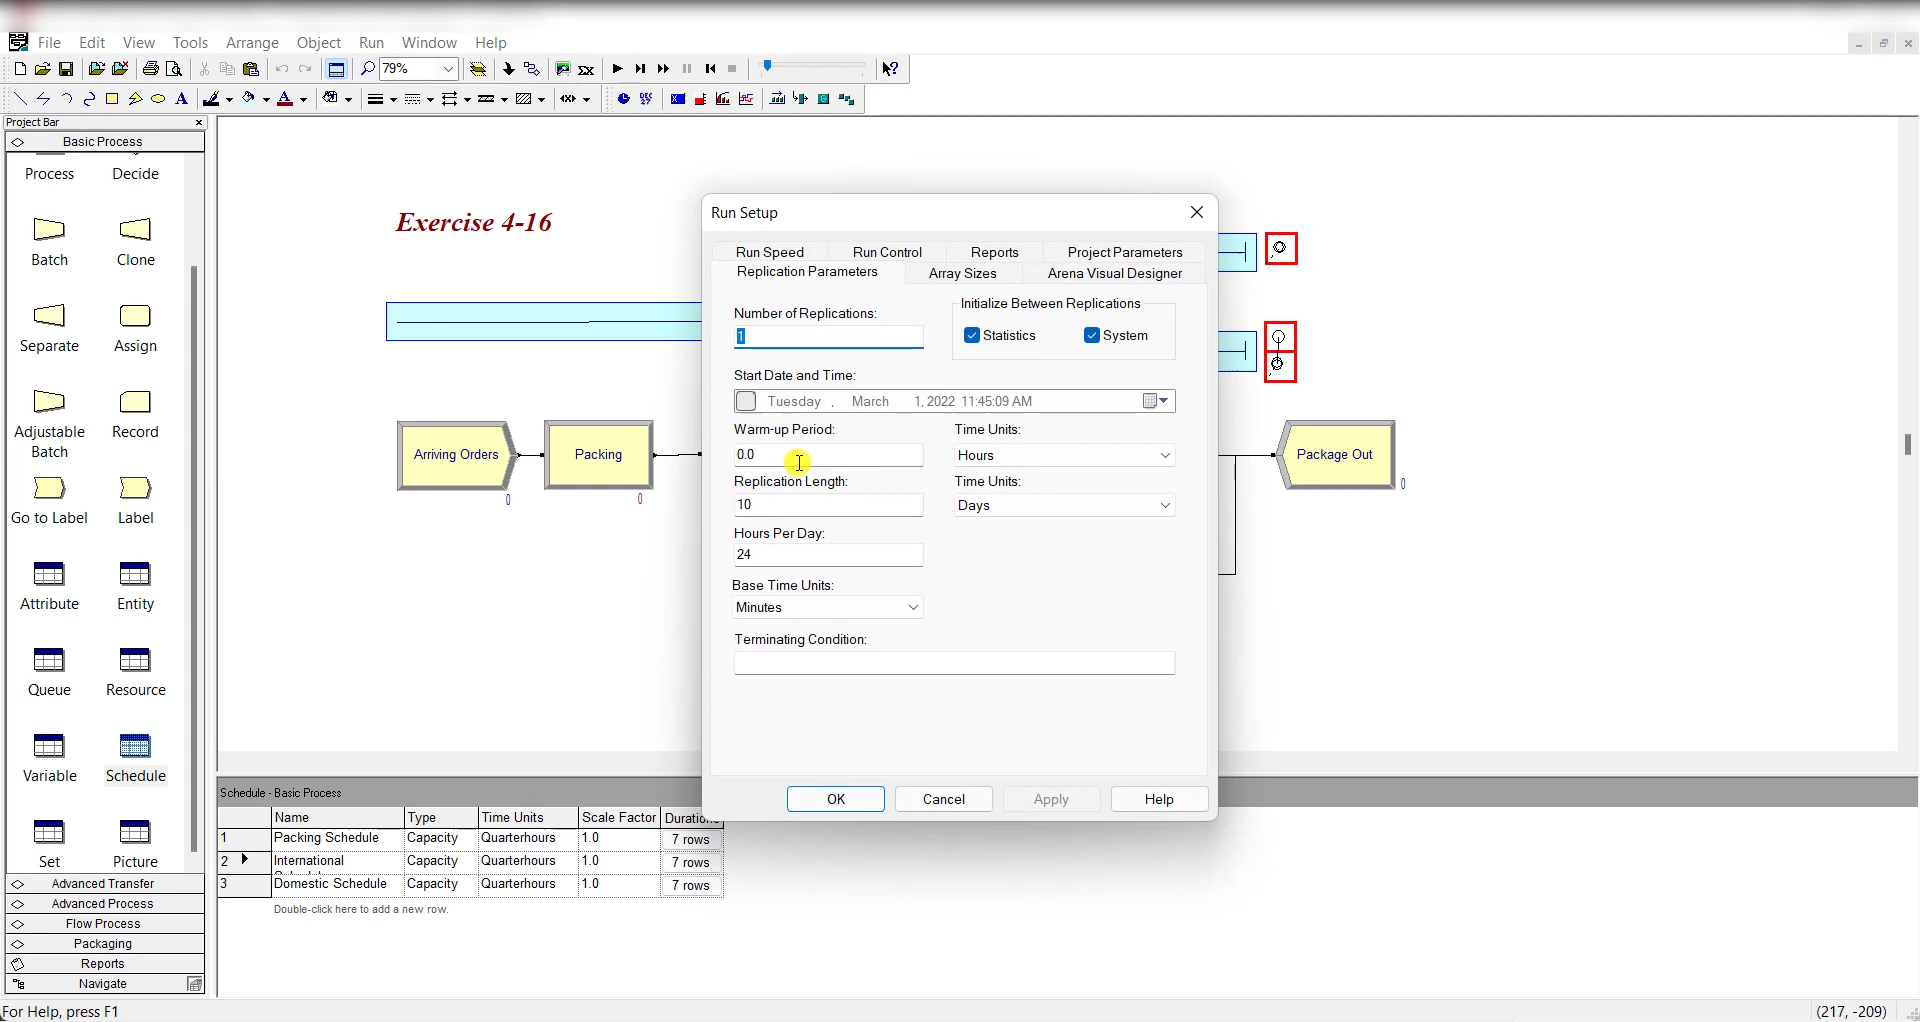 File Edit View Tools Arrange Object Run Window Help
79%
Project Bar
Basic Process
Process Decide
Batch Clone
Separate Assign
Adjustable Batch Record
Go to Label Label
Attribute Entity
Queue Resource
Variable Schedule
Set Picture
Advanced Transfer
Advanced Process
Flow Process
Packaging
Reports
Navigate
Exercise 4-16
Arriving Orders
0
Packing
0
Package Out
0
Run Setup
Run Speed Run Control Reports Project Parameters
Replication Parameters Array Sizes Arena Visual Designer
Number of Replications:
1
Initialize Between Replications
Statistics System
Start Date and Time:
Tuesday , March 1, 2022 11:45:09 AM
Warm-up Period: Time Units:
0.0 Hours
Replication Length: Time Units:
10 Days
Hours Per Day:
24
Base Time Units:
Minutes
Terminating Condition:
OK Cancel Apply Help
Schedule - Basic Process
Name Type Time Units Scale Factor
1 Packing Schedule Capacity Quarterhours 1.0 7 rows
2 International Capacity Quarterhours 1.0 7 rows
3 Domestic Schedule Capacity Quarterhours 1.0 7 rows
Double-click here to add a new row.
For Help, press F1
(217, -209)